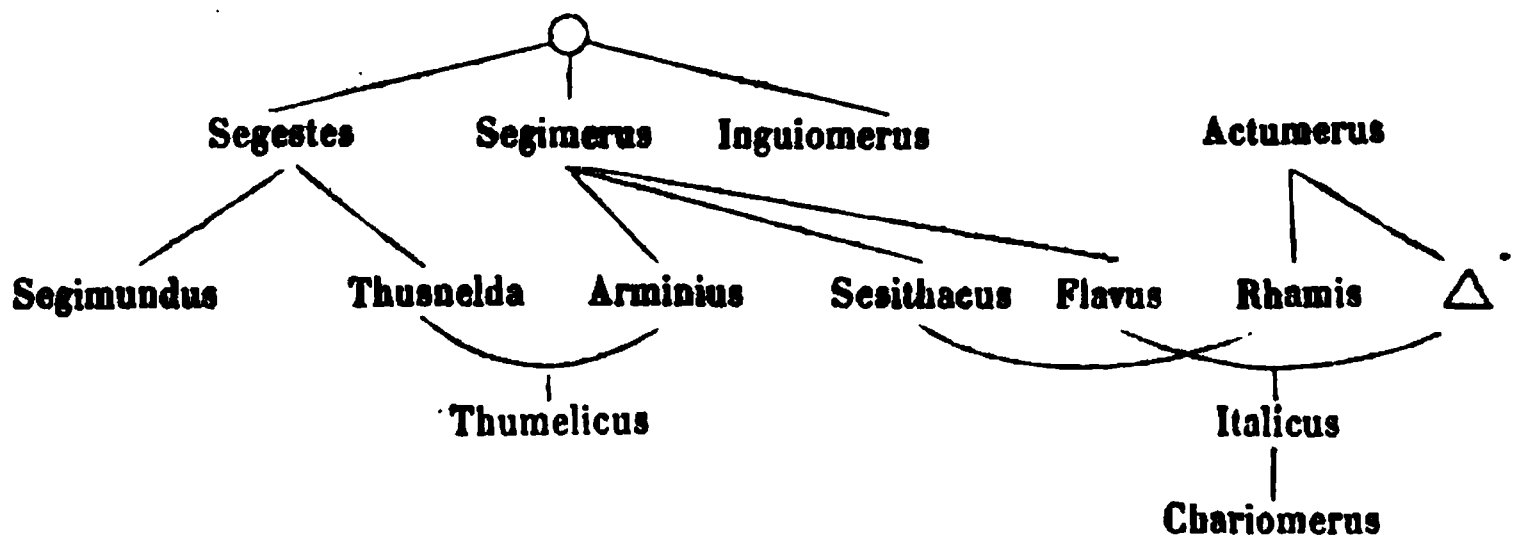 Segestes Segimerus Inguiomerus Actumerus
Segimundus Thusnelda Arminius Sesithacus Flavus Rhamis
Thumelicus Italicus
Chariomerus